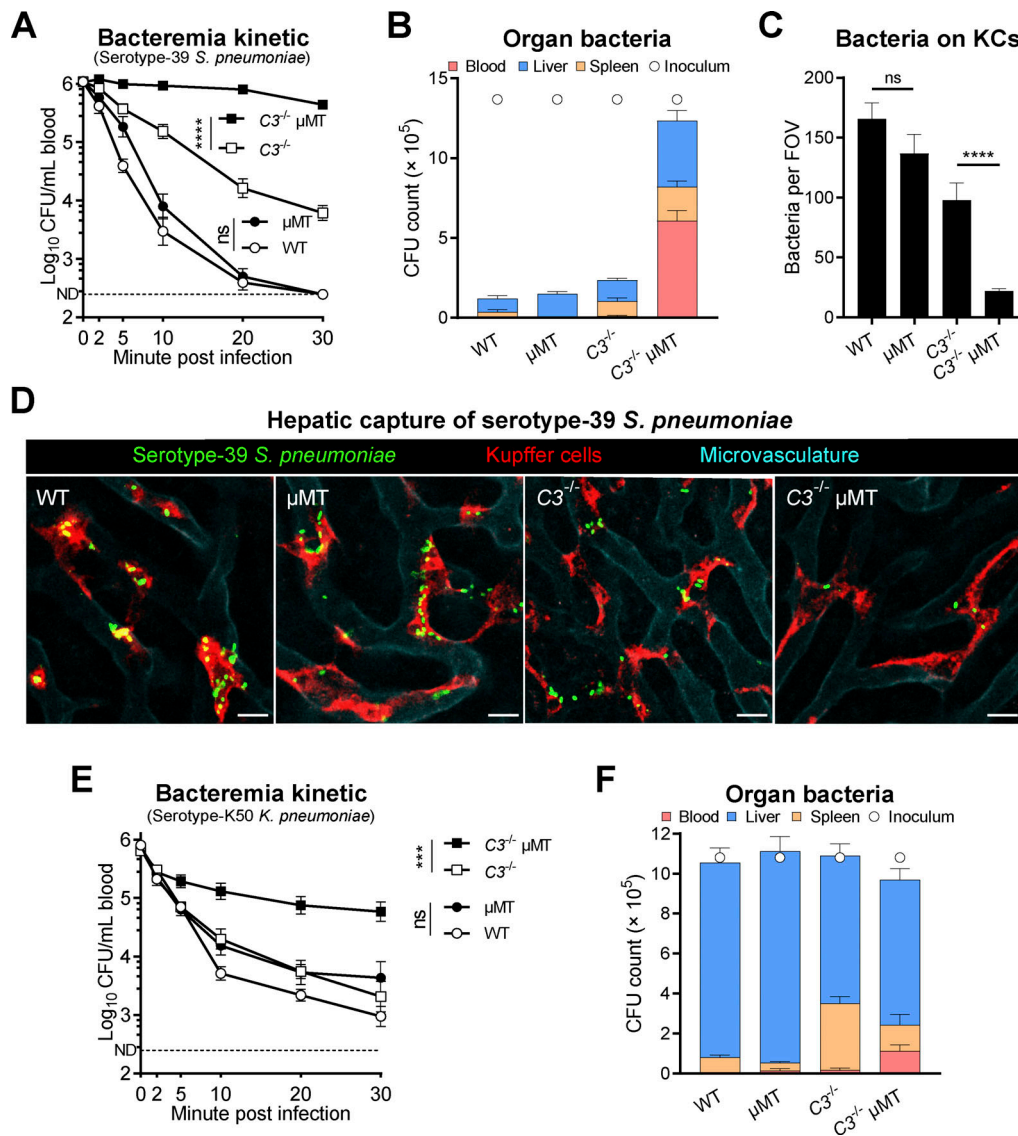 A
Bacteremia kinetic
(Serotype-39 S. pneumoniae)
Log10 CFU/mL blood
6
5
4
3
ND
2
0 2 5 10 20 30
Minute post infection
**** C3-/- µMT
C3-/-
ns µMT
WT
B
Organ bacteria
Blood Liver Spleen Inoculum
CFU count (× 10⁵)
15
10
5
0
WT µMT C3-/- C3-/- µMT
C
Bacteria on KCs
Bacteria per FOV
200
150
100
50
0
ns
****
WT µMT C3-/- C3-/- µMT
D
Hepatic capture of serotype-39 S. pneumoniae
Serotype-39 S. pneumoniae Kupffer cells Microvasculature
WT µMT C3-/- C3-/- µMT
E
Bacteremia kinetic
(Serotype-K50 K. pneumoniae)
Log10 CFU/mL blood
6
5
4
3
ND
2
0 2 5 10 20 30
Minute post infection
*** C3-/- µMT
C3-/-
ns µMT
WT
F
Organ bacteria
Blood Liver Spleen Inoculum
CFU count (× 10⁵)
12
10
8
6
4
2
0
WT µMT C3-/- C3-/- µMT